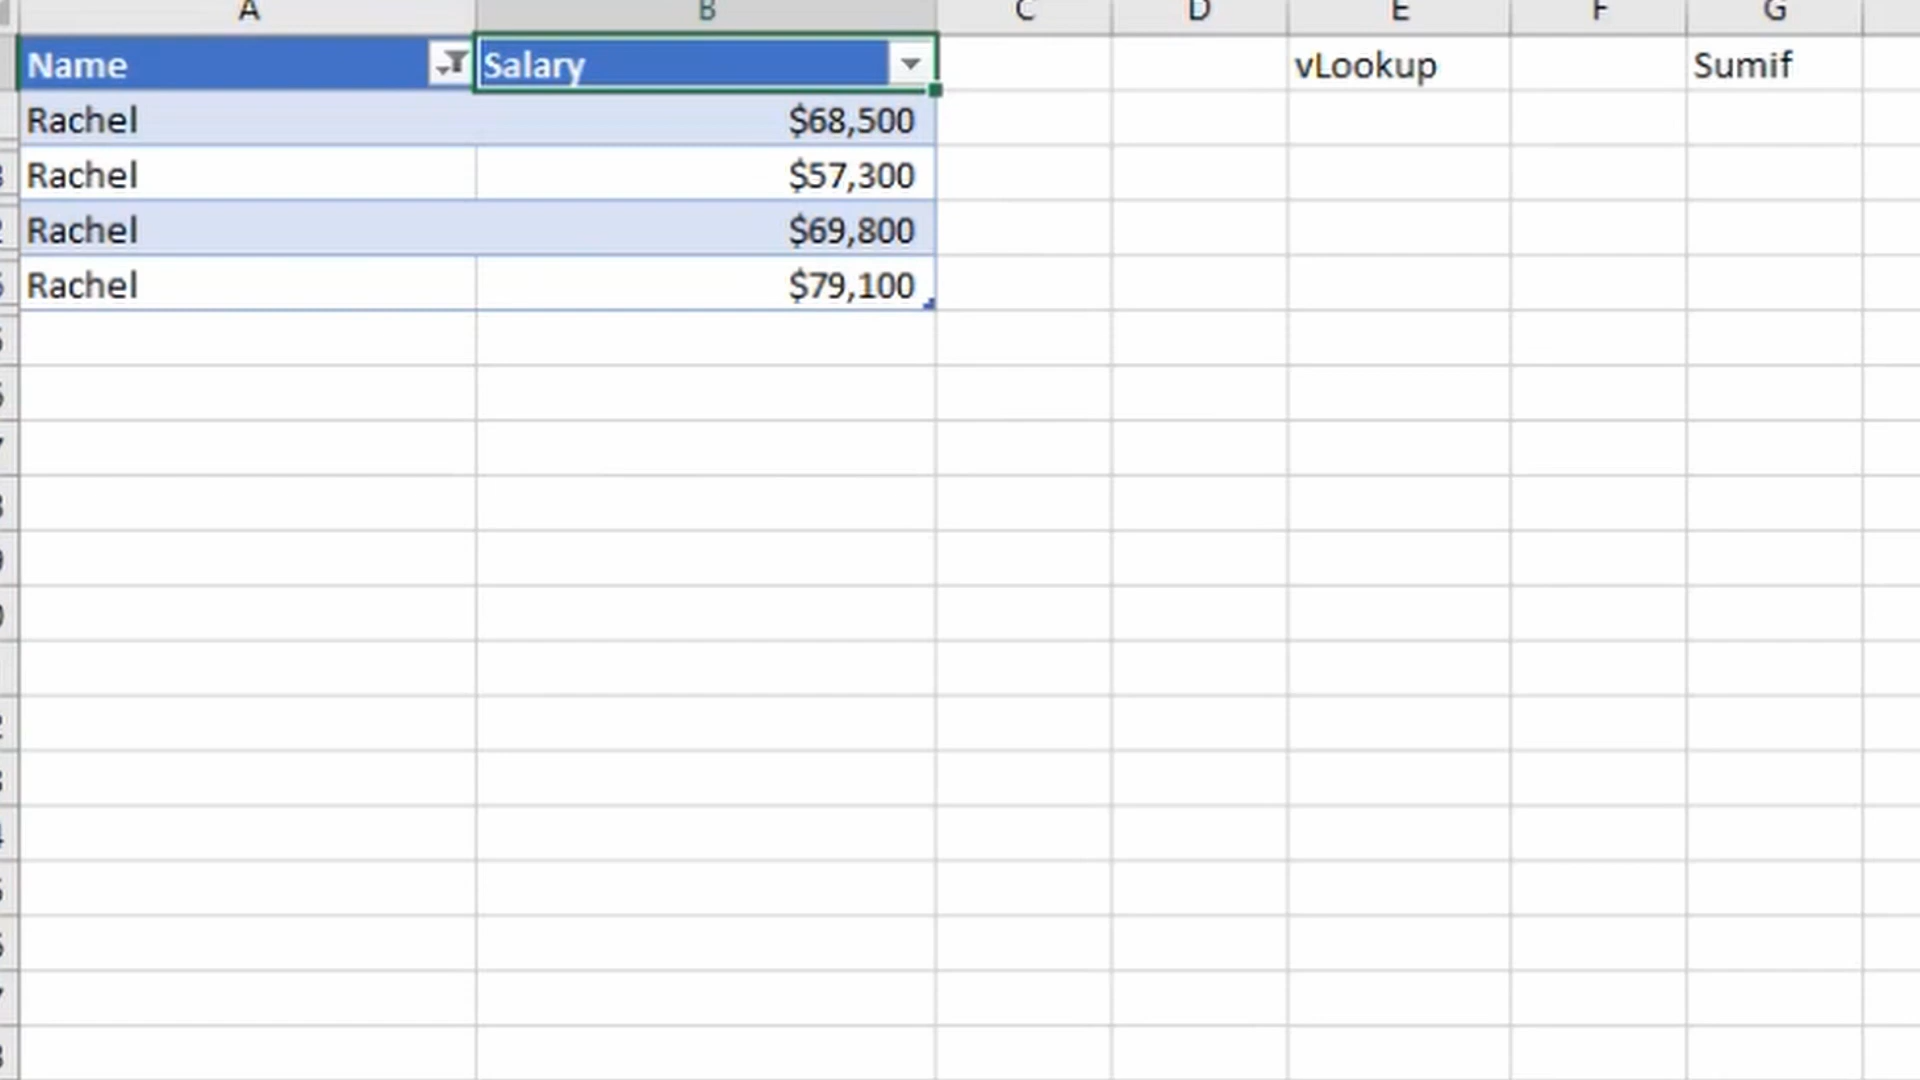 A B C D E F G
Name Salary vLookup Sumif
Rachel $68,500
Rachel $57,300
Rachel $69,800
Rachel $79,100